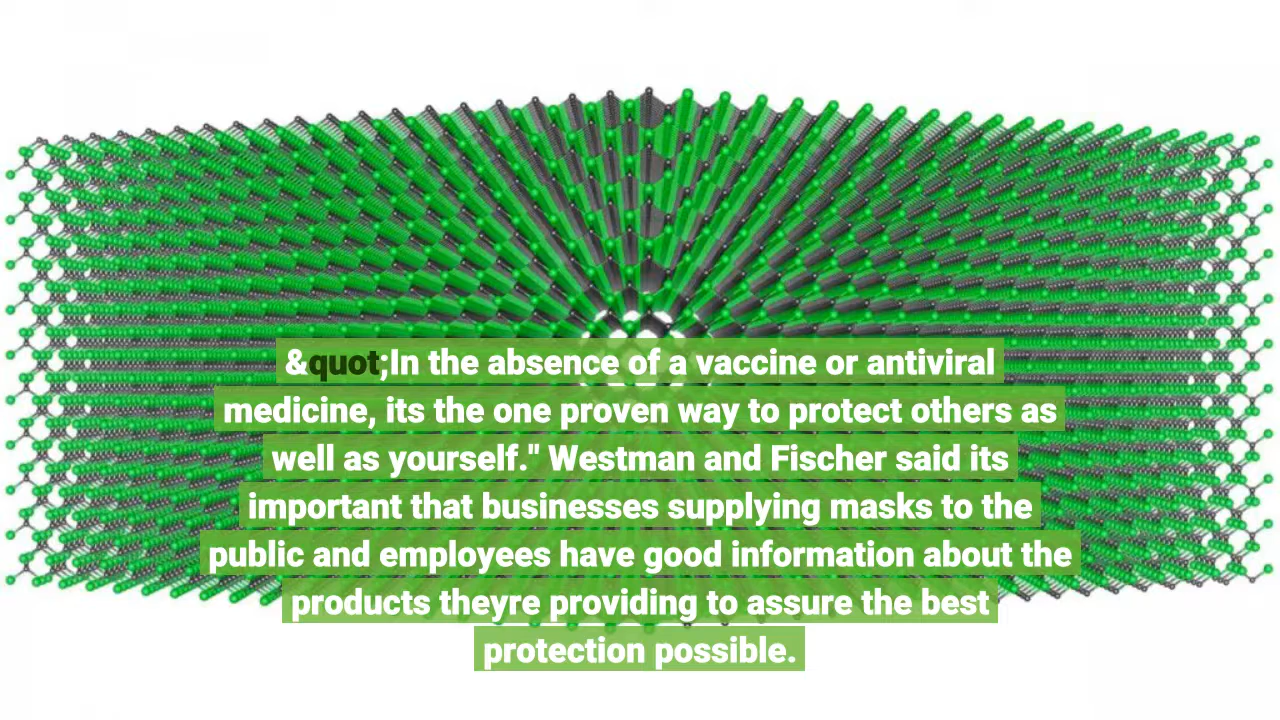 &quot;In the absence of a vaccine or antiviral
medicine, its the one proven way to protect others as
well as yourself." Westman and Fischer said its
important that businesses supplying masks to the
public and employees have good information about the
products theyre providing to assure the best
protection possible.